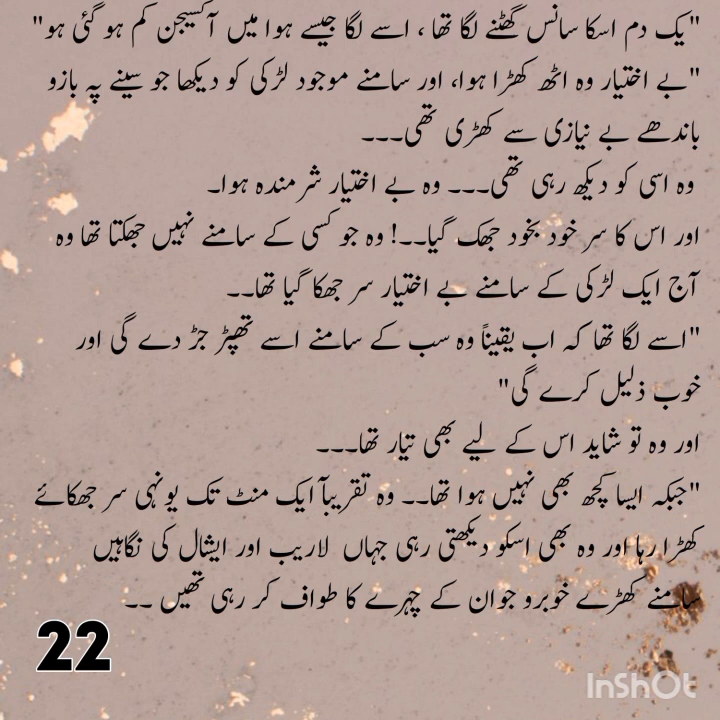 "یک دم اسکا سانس گھٹنے لگا تھا ، اسے لگا جیسے ہوا میں آکسیجن کم ہو گئی ہو"
"بے اختیار وہ اٹھ کھڑا ہوا، اور سامنے موجود لڑکی کو دیکھا جو سینے پہ بازو
باندھے بے نیازی سے کھڑی تھی۔۔۔
وہ اسی کو دیکھ رہی تھی۔۔۔ وہ بے اختیار شرمندہ ہوا۔
اور اس کا سر خود بخود جھک گیا۔۔! وہ جو کسی کے سامنے نہیں جھکتا تھا وہ
آج ایک لڑکی کے سامنے بے اختیار سر جھکا گیا تھا۔۔
"اسے لگا تھا کہ اب یقیناً وہ سب کے سامنے اسے تھپڑ جڑ دے گی اور
خوب ذلیل کرے گی"
اور وہ تو شاید اس کے لیے بھی تیار تھا۔۔۔
"جبکہ ایسا کچھ بھی نہیں ہوا تھا۔۔ وہ تقریباً ایک منٹ تک یونہی سر جھکائے
کھڑا رہا اور وہ بھی اسکو دیکھتی رہی جہاں لاریب اور ایشال کی نگاہیں
سامنے کھڑے خوبرو جوان کے چہرے کا طواف کر رہی تھیں ۔۔
22
InShOt